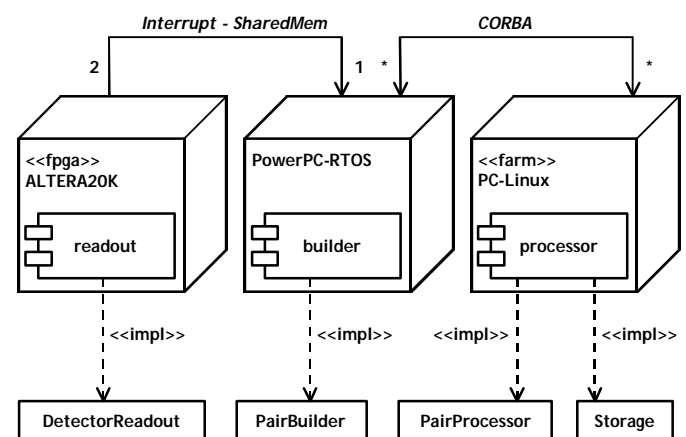 Interrupt - SharedMem
CORBA
2
1
*
*
<<fpga>>
ALTERA20K
PowerPC-RTOS
<<farm>>
PC-Linux
readout
builder
processor
<<impl>>
<<impl>>
<<impl>>
<<impl>>
DetectorReadout
PairBuilder
PairProcessor
Storage